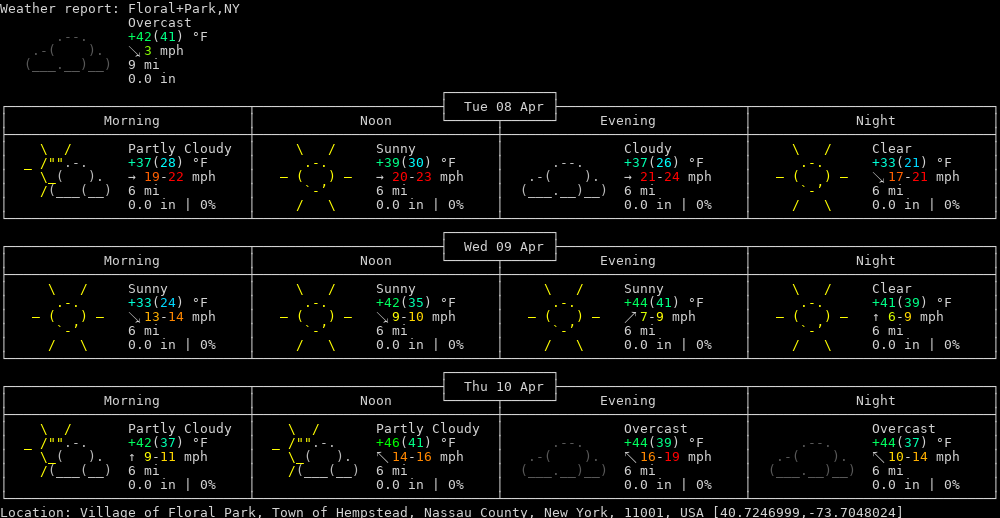 Weather report: Floral+Park,NY
Overcast
+42(41) °F
↘ 3 mph
9 mi
0.0 in
Tue 08 Apr
Morning Noon Evening Night
Partly Cloudy Sunny Cloudy Clear
+37(28) °F +39(30) °F +37(26) °F +33(21) °F
→ 19-22 mph → 20-23 mph → 21-24 mph ↘ 17-21 mph
6 mi 6 mi 6 mi 6 mi
0.0 in | 0% 0.0 in | 0% 0.0 in | 0% 0.0 in | 0%
Wed 09 Apr
Morning Noon Evening Night
Sunny Sunny Sunny Clear
+33(24) °F +42(35) °F +44(41) °F +41(39) °F
↘ 13-14 mph ↘ 9-10 mph ↗ 7-9 mph ↑ 6-9 mph
6 mi 6 mi 6 mi 6 mi
0.0 in | 0% 0.0 in | 0% 0.0 in | 0% 0.0 in | 0%
Thu 10 Apr
Morning Noon Evening Night
Partly Cloudy Partly Cloudy Overcast Overcast
+42(37) °F +46(41) °F +44(39) °F +44(37) °F
↑ 9-11 mph ↖ 14-16 mph ↖ 16-19 mph ↖ 10-14 mph
6 mi 6 mi 6 mi 6 mi
0.0 in | 0% 0.0 in | 0% 0.0 in | 0% 0.0 in | 0%
Location: Village of Floral Park, Town of Hempstead, Nassau County, New York, 11001, USA [40.7246999,-73.7048024]